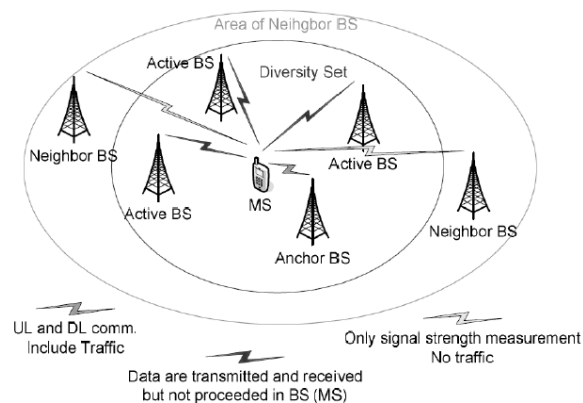 Area of Neihgbor BS
Active BS
Diversity Set
Neighbor BS
Active BS
Active BS
MS
Neighbor BS
Anchor BS
UL and DL comm.
Include Traffic
Only signal strength measurement
No traffic
Data are transmitted and received
but not proceeded in BS (MS)